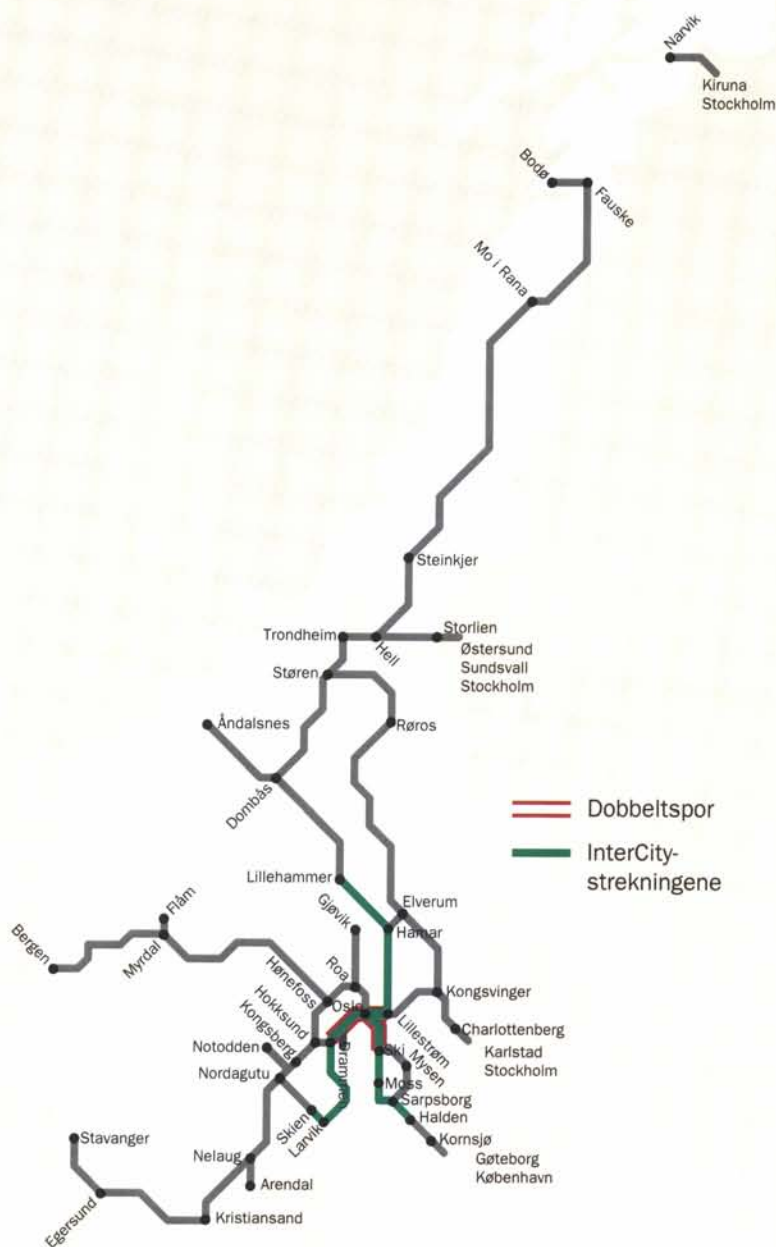 Narvik
Kiruna
Stockholm
Bodø
Fauske
Mo i Rana
Steinkjer
Trondheim
Hell
Storlien
Østersund
Sundsvall
Stockholm
Støren
Åndalsnes
Røros
Dombås
Dobbeltspor
InterCity-
strekningene
Lillehammer
Elverum
Gjøvik
Hamar
Flåm
Bergen
Myrdal
Hønefoss
Roa
Oslo
Kongsvinger
Lillestrøm
Charlottenberg
Karlstad
Stockholm
Hokksund
Kongsberg
Drammen
Ski
Mysen
Notodden
Nordagutu
Moss
Sarpsborg
Skien
Larvik
Halden
Kornsjø
Gøteborg
København
Stavanger
Nelaug
Arendal
Egersund
Kristiansand